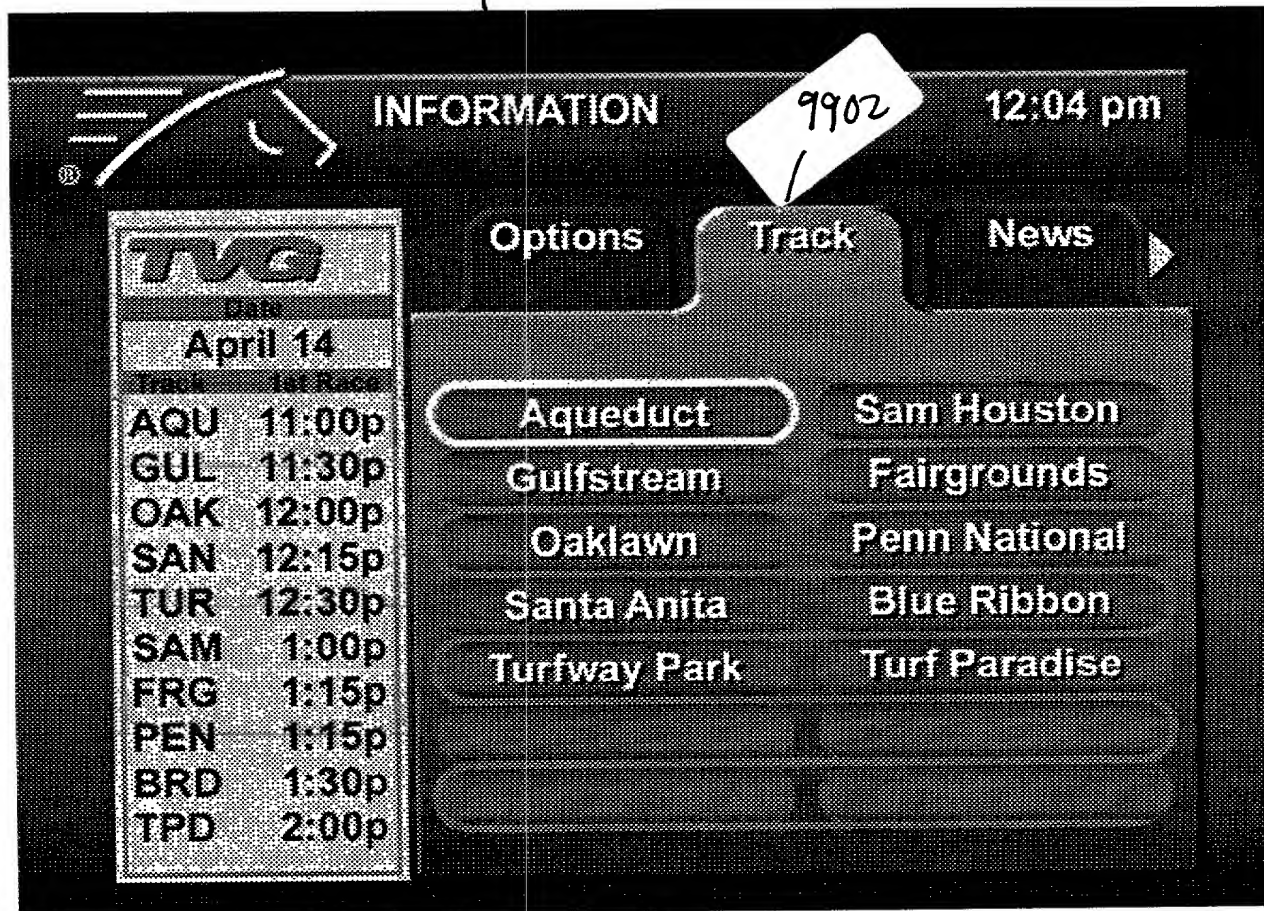 INFORMATION
9902
12:04 pm
®
TVG
Date
April 14
Track 1st Race
AQU 11:00p
GUL 11:30p
OAK 12:00p
SAN 12:15p
TUR 12:30p
SAM 1:00p
FRG 1:15p
PEN 1:15p
BRD 1:30p
TPD 2:00p
Options
Track
News
Aqueduct
Sam Houston
Gulfstream
Fairgrounds
Oaklawn
Penn National
Santa Anita
Blue Ribbon
Turfway Park
Turf Paradise